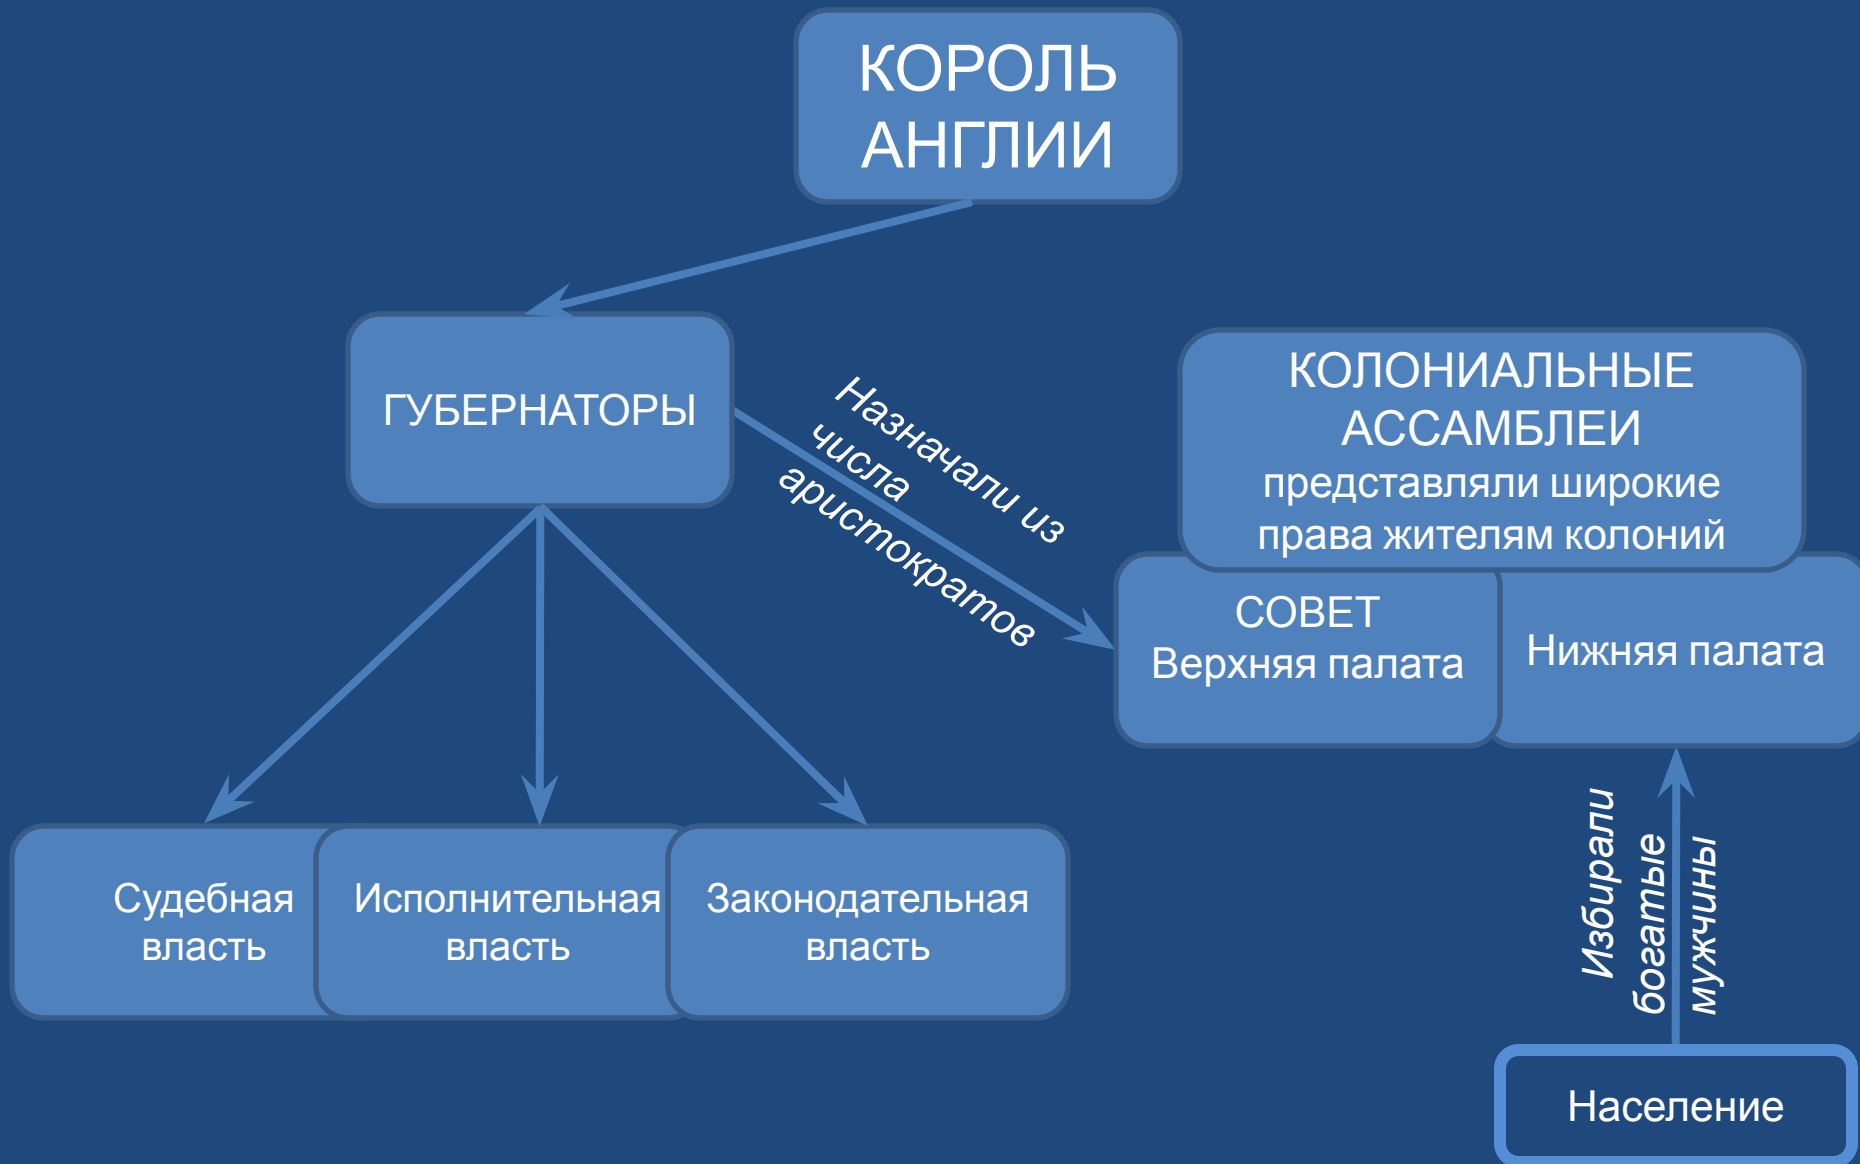 КОРОЛЬ
АНГЛИИ
ГУБЕРНАТОРЫ
Назначали из
числа
аристократов
КОЛОНИАЛЬНЫЕ
АССАМБЛЕИ
представляли широкие
права жителям колоний
СОВЕТ
Верхняя палата
Нижняя палата
Судебная
власть
Исполнительная
власть
Законодательная
власть
Избирали
богатые
мужчины
Население